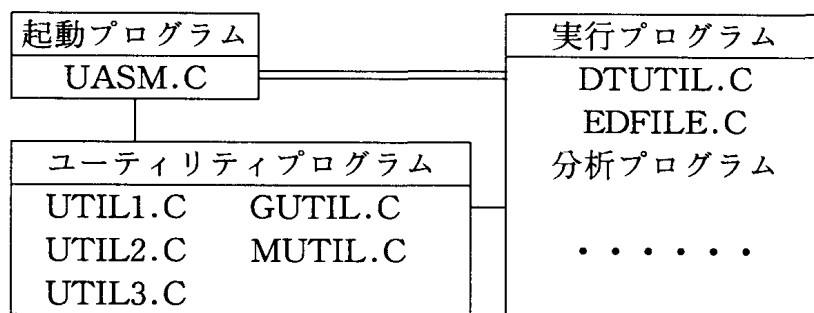 起動プログラム
UASM.C
ユーティリティプログラム
UTIL1.C GUTIL.C
UTIL2.C MUTIL.C
UTIL3.C
実行プログラム
DTUTIL.C
EDFILE.C
分析プログラム
・・・・・・